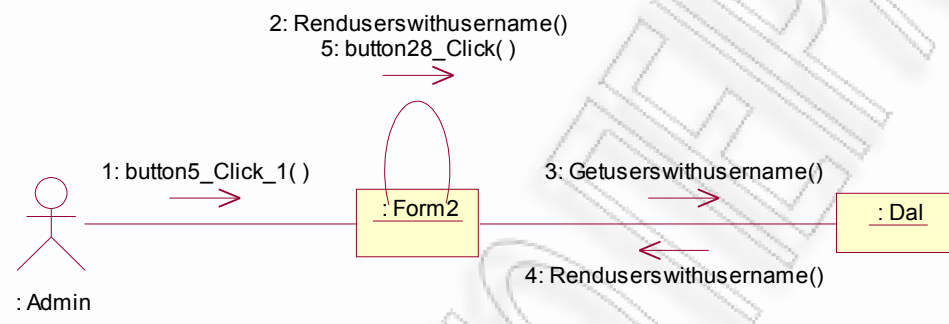 2: Renduserswithusername()
5: button28_Click( )
1: button5_Click_1( )
3: Getuserswithusername()
: Form2
: Dal
4: Renduserswithusername()
: Admin